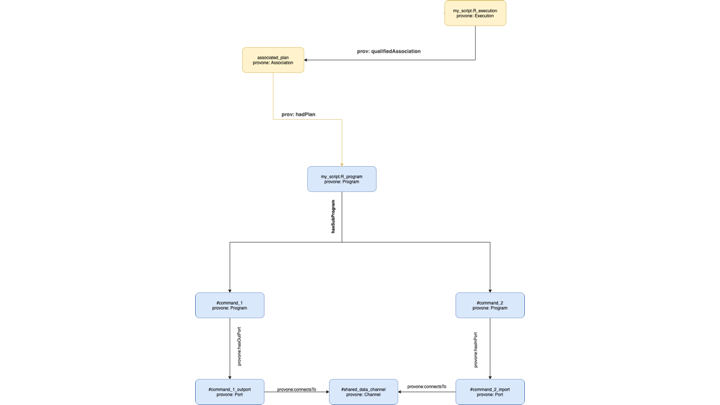 my_script:R_execution
provone: Execution
prov: qualifiedAssociation
associated_plan
provone: Association
prov: hadPlan
my_script:R_program
provone: Program
hasSubProgram
#command_1
provone: Program
#command_2
provone: Program
provone:hasOutPort
provone:hasInPort
#command_1_outport
provone: Port
provone:connectsTo
#shared_data_channel
provone: Channel
provone:connectsTo
#command_2_inport
provone: Port